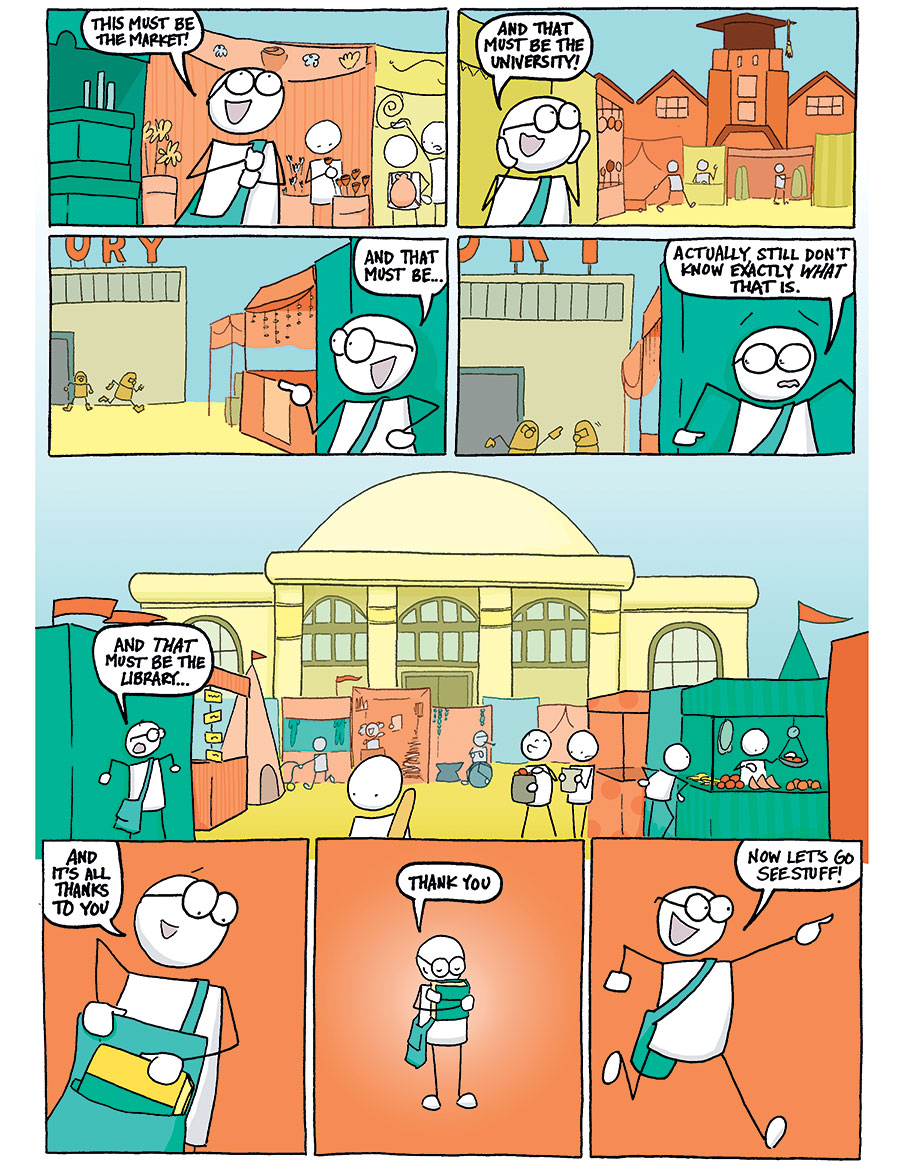 THIS MUST BE
THE MARKET!
AND THAT
MUST BE THE
UNIVERSITY!
URY
AND THAT
MUST BE...
URY
ACTUALLY, STILL DON'T
KNOW EXACTLY WHAT
THAT IS.
AND THAT
MUST BE THE
LIBRARY...
AND
IT'S ALL
THANKS
TO YOU
THANK YOU
NOW LET'S GO
SEE STUFF!